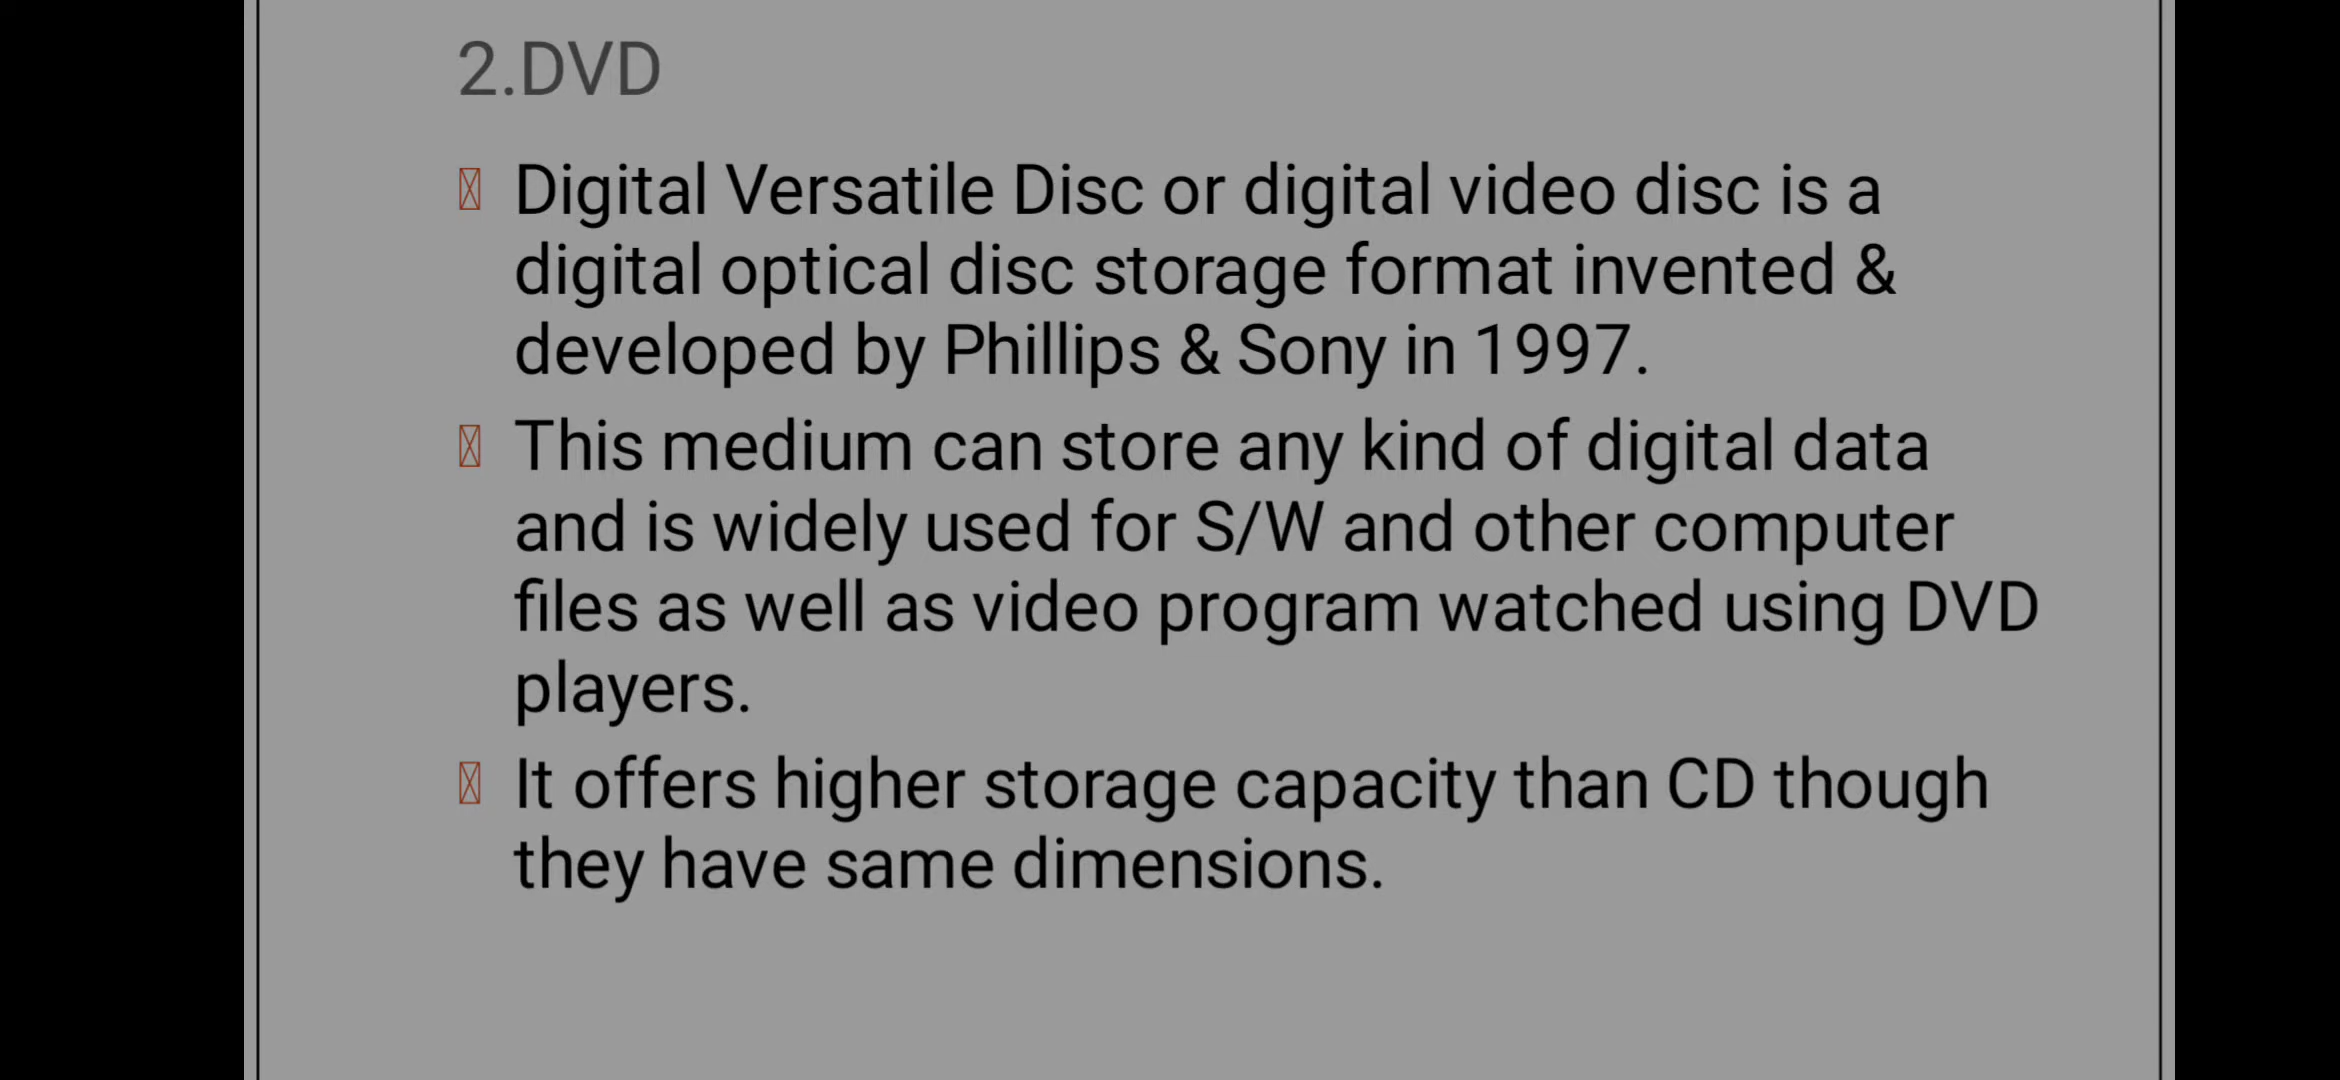 2.DVD
Digital Versatile Disc or digital video disc is a
digital optical disc storage format invented &
developed by Phillips & Sony in 1997.
This medium can store any kind of digital data
and is widely used for S/W and other computer
files as well as video program watched using DVD
players.
It offers higher storage capacity than CD though
they have same dimensions.